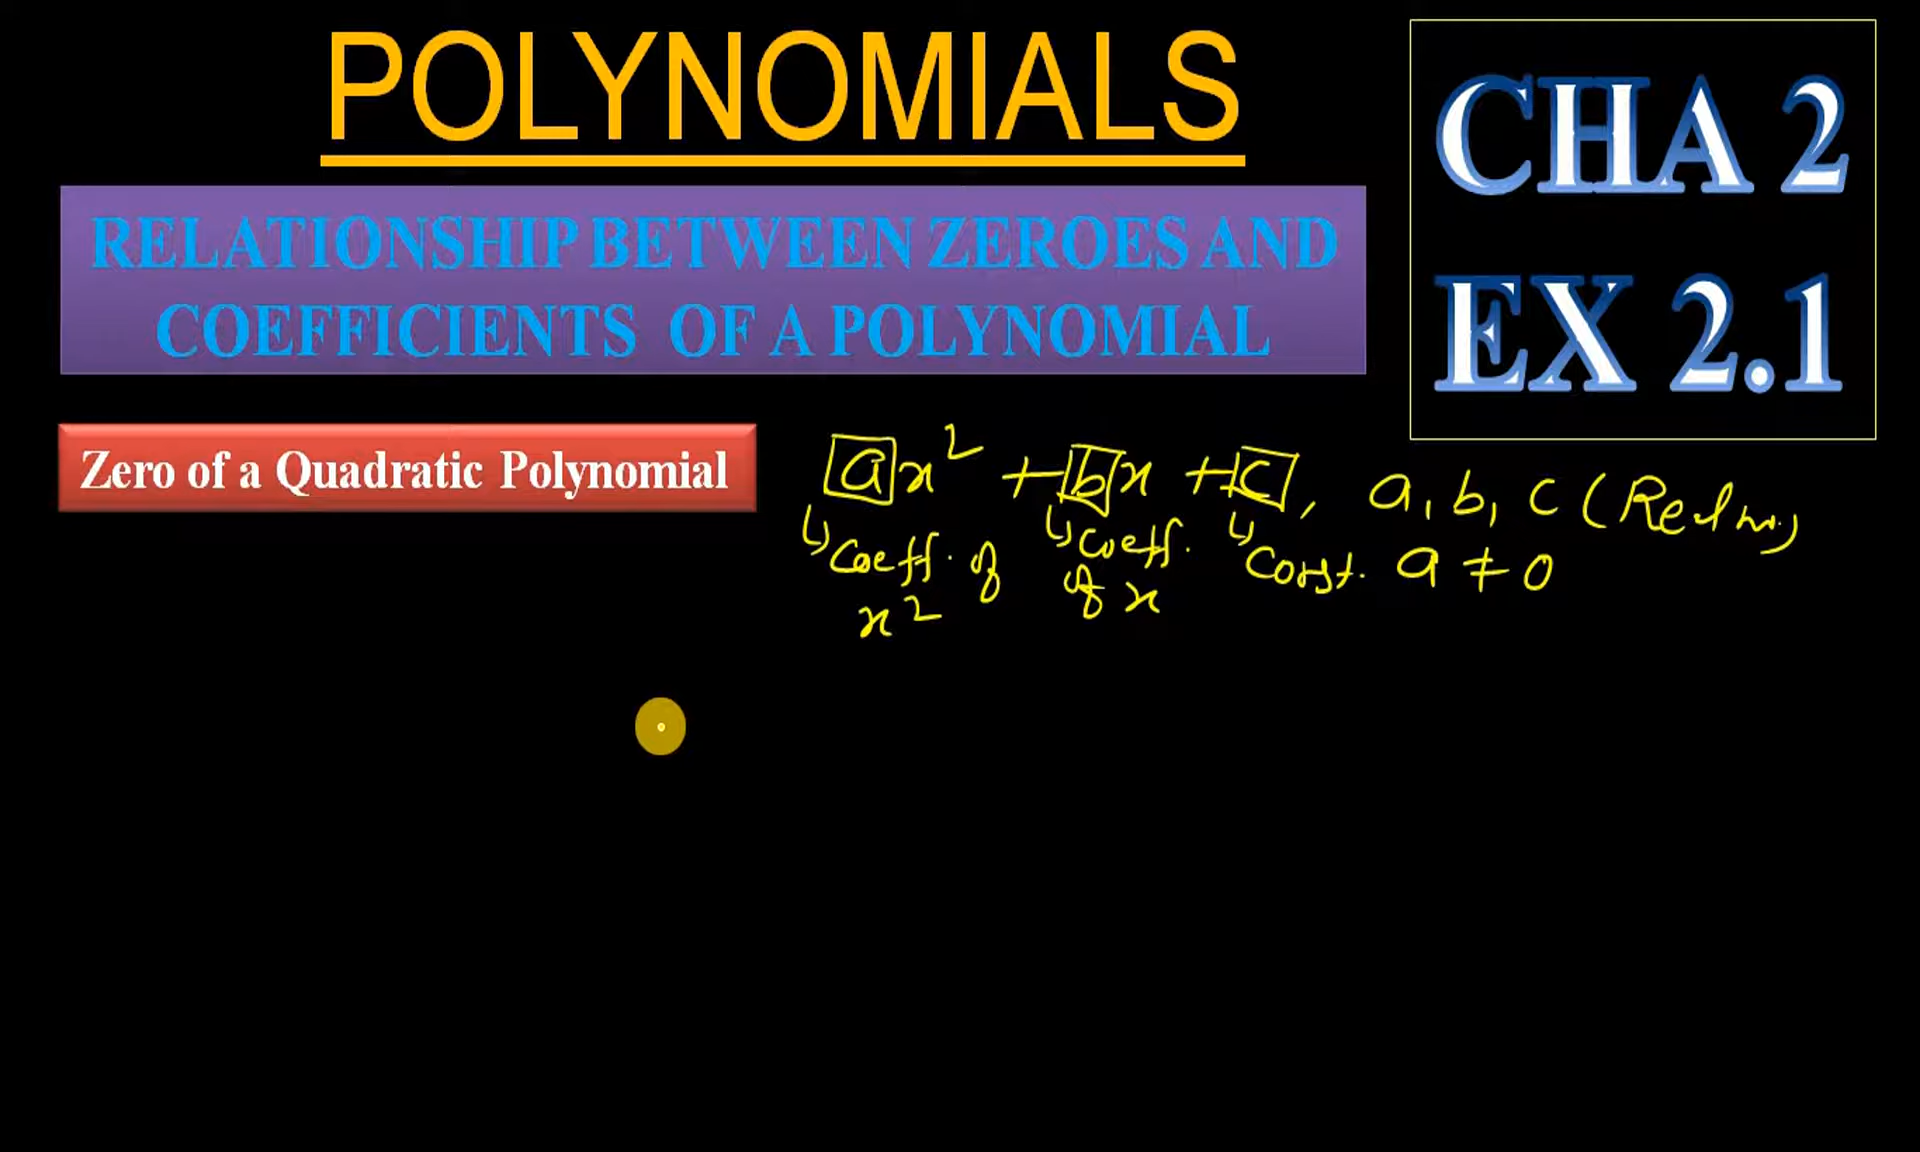 POLYNOMIALS
CHA 2
EX 2.1
RELATIONSHIP BETWEEN ZEROES AND
COEFFICIENTS OF A POLYNOMIAL
Zero of a Quadratic Polynomial
ax² + bx + c, a, b, c (Real no.)
Coeff. of x²
Coeff. of x
Const.
a ≠ 0